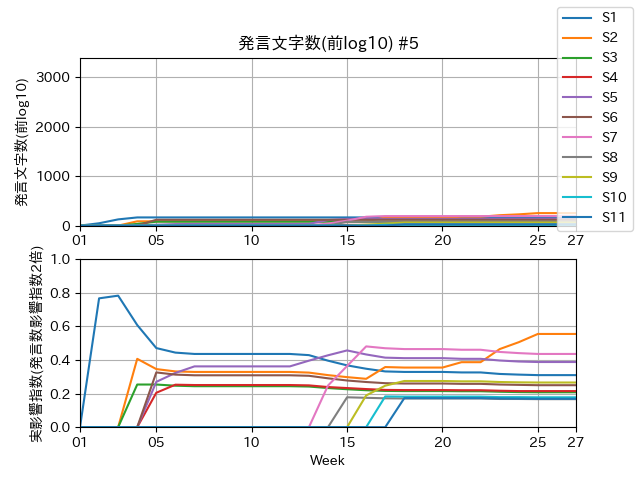 発言文字数(前log10) #5
S1
S2
S3
S4
S5
S6
S7
S8
S9
S10
S11
発言文字数(前log10)
3000
2000
1000
0
01 05 10 15 20 25 27
実影響指数(発言数影響指数2倍)
1.0
0.8
0.6
0.4
0.2
0.0
01 05 10 15 20 25 27
Week